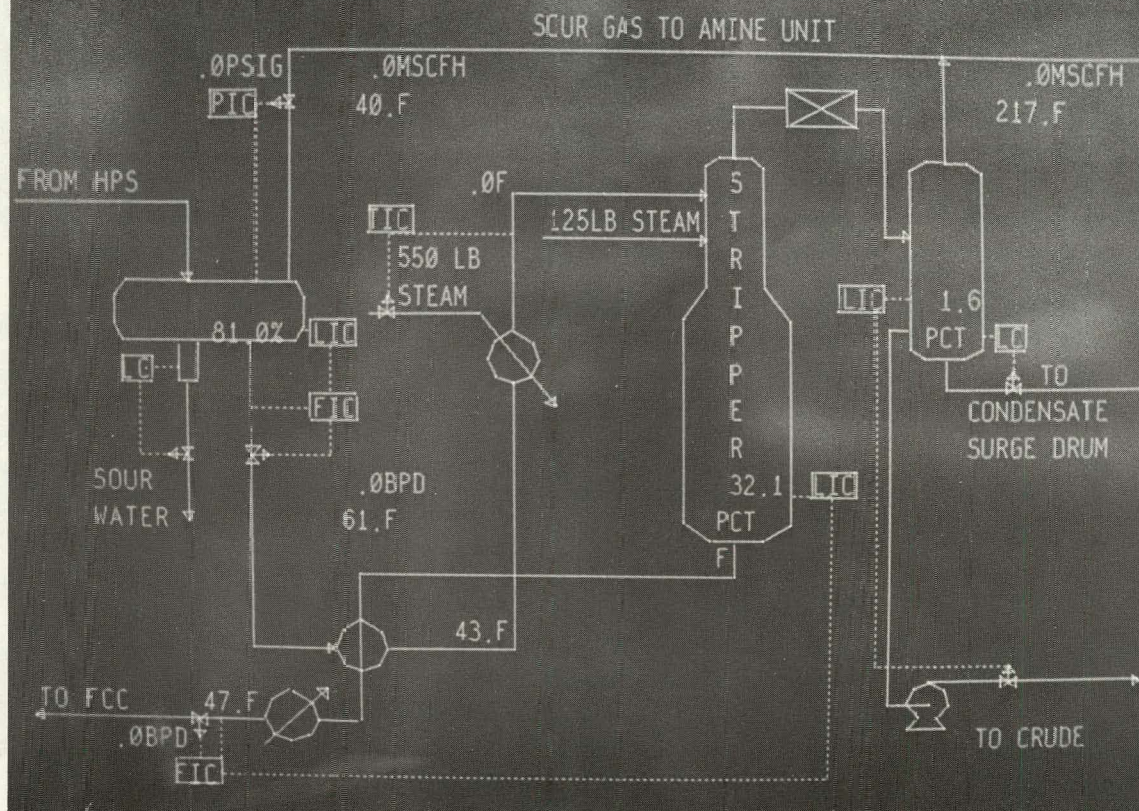 SCUR GAS TO AMINE UNIT
.0PSIG
.0MSCFH
.0MSCFH
PIC
40.F
217.F
FROM HPS
.0F
TIC
125LB STEAM
STRIPPER
550 LB
STEAM
LIC
1.6
81.0%
LIC
PCT
LC
LC
TO
FIC
CONDENSATE
SURGE DRUM
SOUR
WATER
.0BPD
61.F
32.1
LIC
PCT
F
43.F
TO FCC
47.F
.0BPD
FIC
TO CRUDE